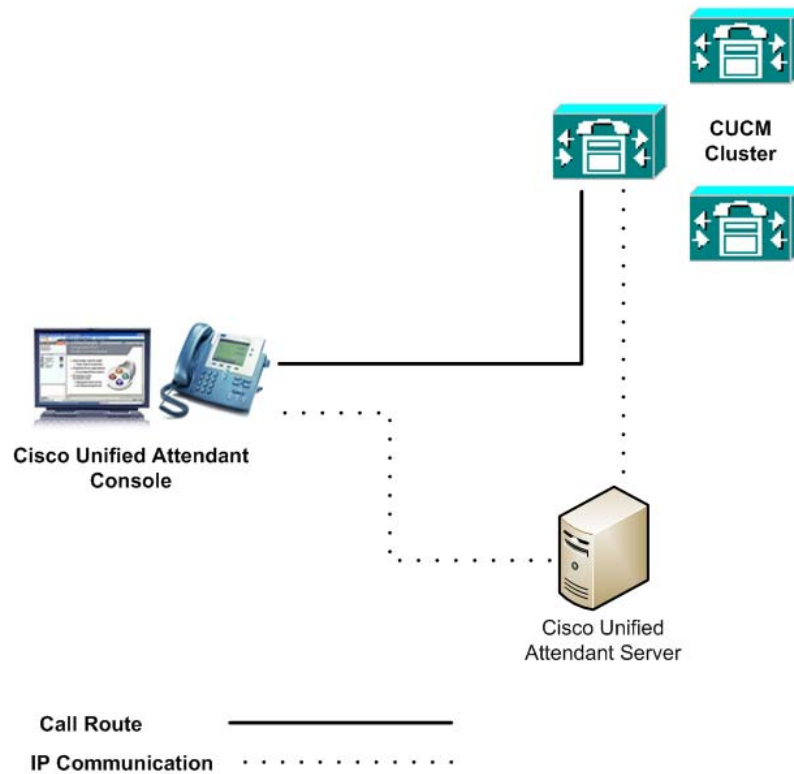 CUCM
Cluster
Cisco Unified Attendant
Console
Cisco Unified
Attendant Server
Call Route
IP Communication